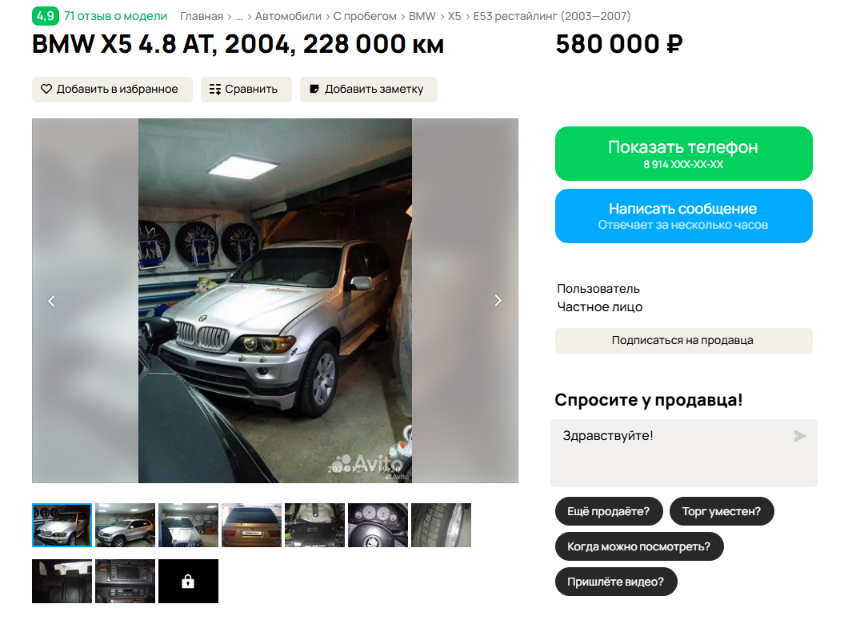 4,9 71 отзыв о модели Главная › ... › Автомобили › С пробегом › BMW › X5 › E53 рестайлинг (2003—2007)
BMW X5 4.8 AT, 2004, 228 000 км
580 000 ₽
Добавить в избранное
Сравнить
Добавить заметку
Показать телефон
8 914 XXX-XX-XX
Написать сообщение
Отвечает за несколько часов
Пользователь
Частное лицо
Подписаться на продавца
Avito
Спросите у продавца!
Здравствуйте!
Ещё продаёте?
Торг уместен?
Когда можно посмотреть?
Пришлёте видео?